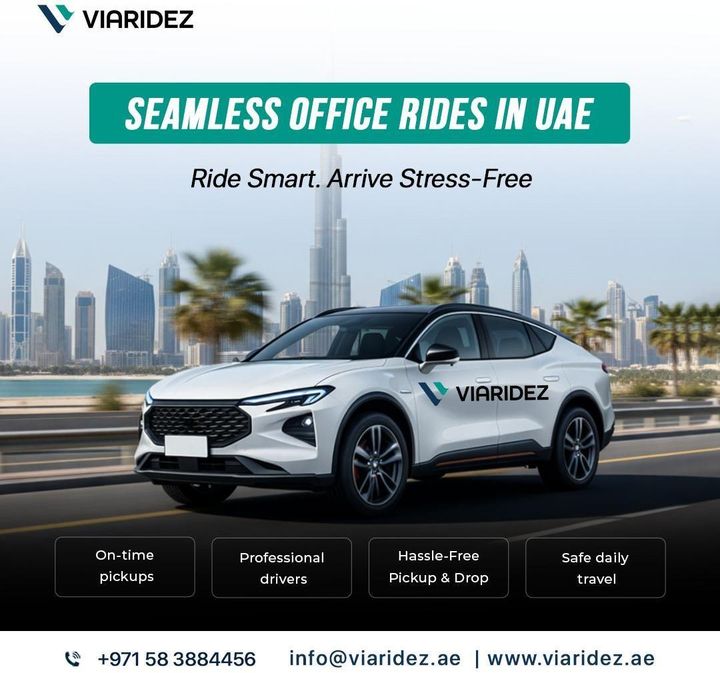 VIARIDEZ
SEAMLESS OFFICE RIDES IN UAE
Ride Smart. Arrive Stress-Free
VIARIDEZ
On-time
pickups
Professional
drivers
Hassle-Free
Pickup & Drop
Safe daily
travel
+971 58 3884456 info@viaridez.ae | www.viaridez.ae